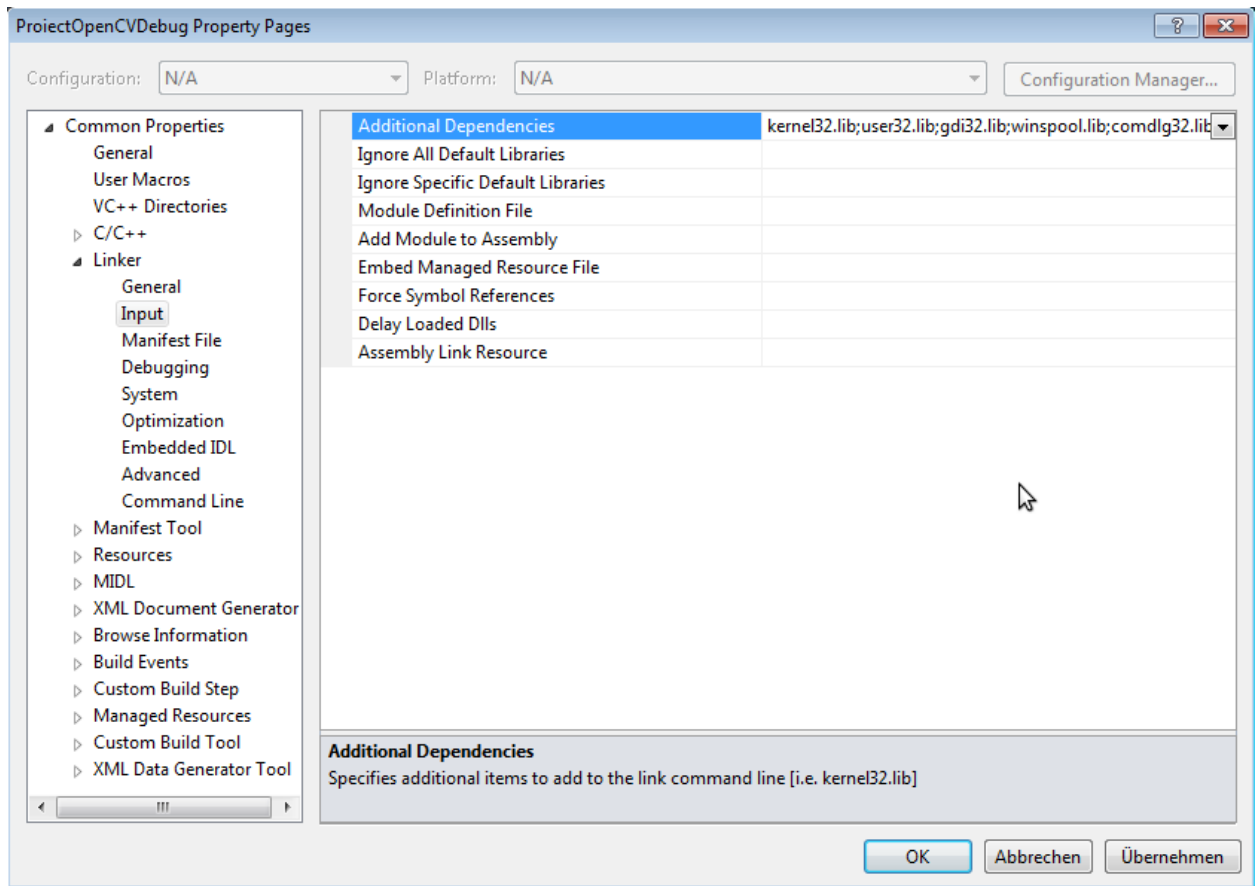 ProiectOpenCVDebug Property Pages
Configuration: N/A Platform: N/A Configuration Manager...
Common Properties
General
User Macros
VC++ Directories
C/C++
Linker
General
Input
Manifest File
Debugging
System
Optimization
Embedded IDL
Advanced
Command Line
Manifest Tool
Resources
MIDL
XML Document Generator
Browse Information
Build Events
Custom Build Step
Managed Resources
Custom Build Tool
XML Data Generator Tool
Additional Dependencies kernel32.lib;user32.lib;gdi32.lib;winspool.lib;comdlg32.lib
Ignore All Default Libraries
Ignore Specific Default Libraries
Module Definition File
Add Module to Assembly
Embed Managed Resource File
Force Symbol References
Delay Loaded Dlls
Assembly Link Resource
Additional Dependencies
Specifies additional items to add to the link command line [i.e. kernel32.lib]
OK Abbrechen Übernehmen